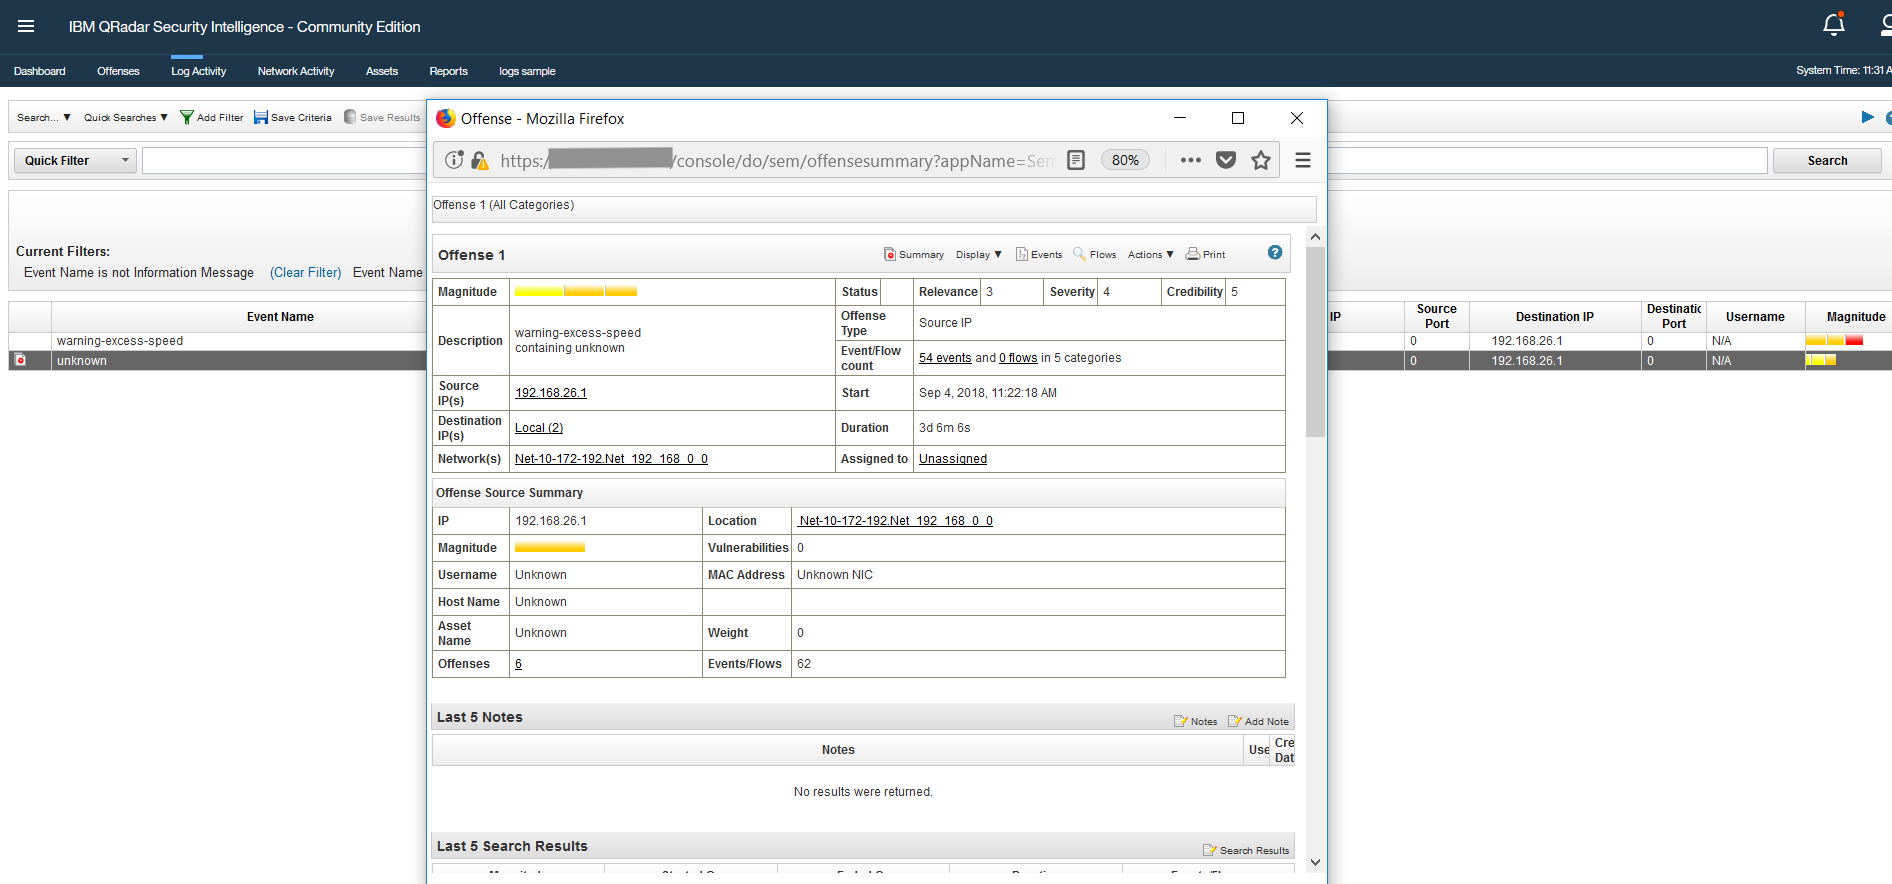 IBM QRadar Security Intelligence - Community Edition
Dashboard Offenses Log Activity Network Activity Assets Reports logs sample System Time: 11:31 A
Search... ▼ Quick Searches ▼ Add Filter Save Criteria Save Results
Quick Filter Search
Current Filters:
Event Name is not Information Message (Clear Filter) Event Name
Event Name IP Source Port Destination IP Destinatic Port Username Magnitude
warning-excess-speed 0 192.168.26.1 0 N/A
unknown 0 192.168.26.1 0 N/A
Offense - Mozilla Firefox
https:/ /console/do/sem/offensesummary?appName=Sem 80%
Offense 1 (All Categories)
Offense 1 Summary Display ▼ Events Flows Actions ▼ Print ?
Magnitude Status Relevance 3 Severity 4 Credibility 5
Description warning-excess-speed
containing unknown
Offense Type Source IP
Event/Flow count 54 events and 0 flows in 5 categories
Source IP(s) 192.168.26.1 Start Sep 4, 2018, 11:22:18 AM
Destination IP(s) Local (2) Duration 3d 6m 6s
Network(s) Net-10-172-192.Net_192_168_0_0 Assigned to Unassigned
Offense Source Summary
IP 192.168.26.1 Location Net-10-172-192.Net_192_168_0_0
Magnitude Vulnerabilities 0
Username Unknown MAC Address Unknown NIC
Host Name Unknown
Asset Name Unknown Weight 0
Offenses 6 Events/Flows 62
Last 5 Notes Notes Add Note
Notes Use Cre Dat
No results were returned.
Last 5 Search Results Search Results